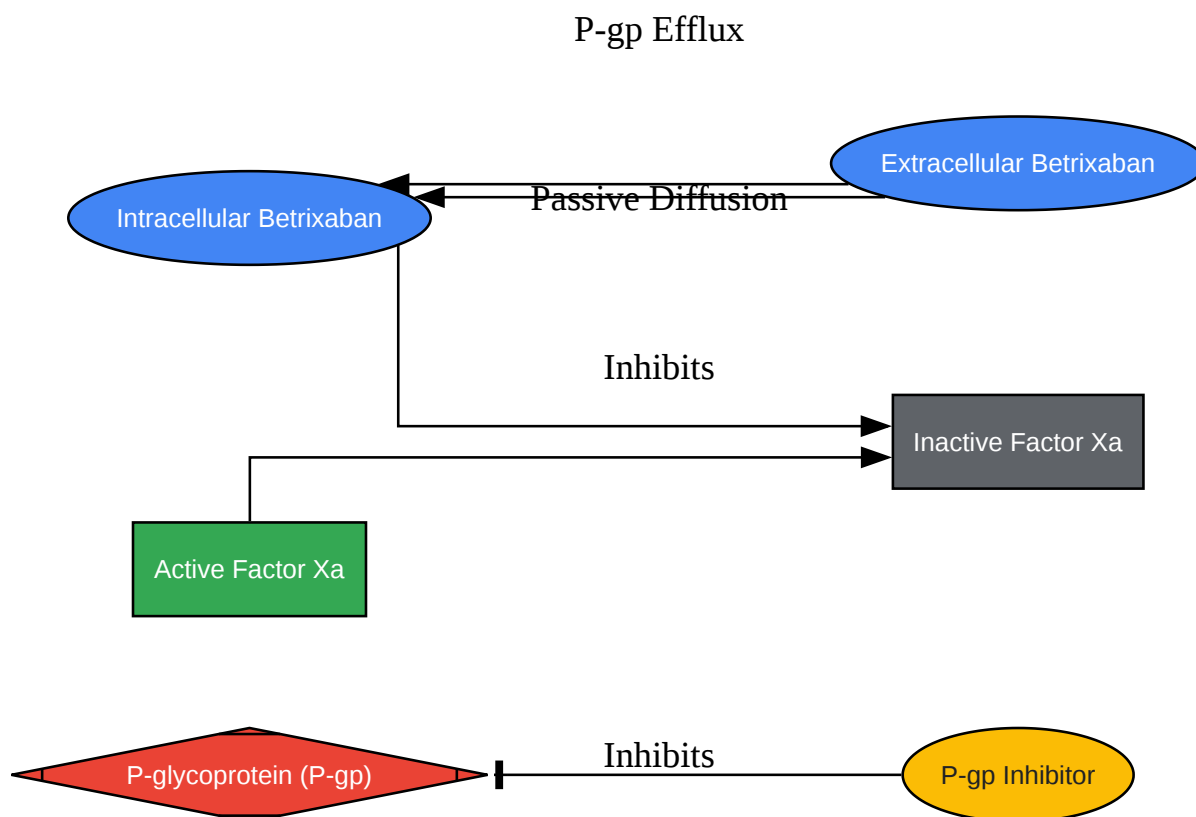 P-gp Efflux
Extracellular Betrixaban
Passive Diffusion
Intracellular Betrixaban
Inhibits
Inactive Factor Xa
Active Factor Xa
Inhibits
P-glycoprotein (P-gp)
P-gp Inhibitor